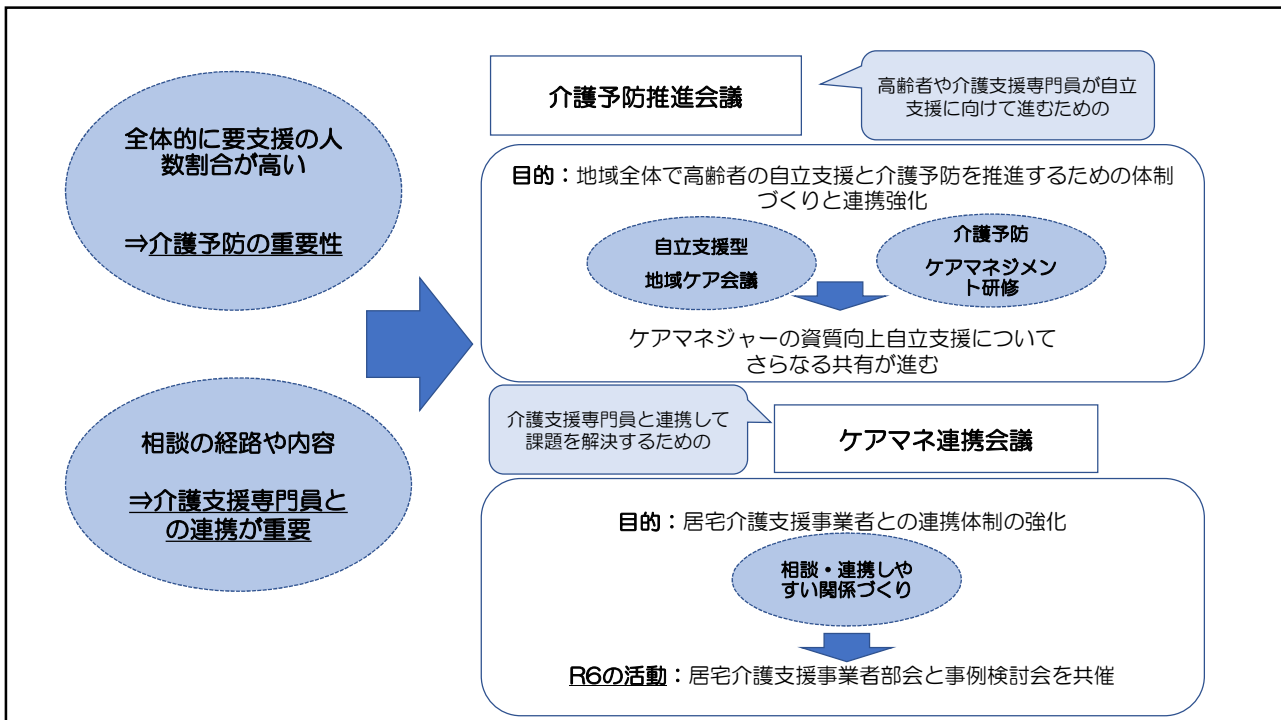 全体的に要支援の人
数割合が高い
⇒介護予防の重要性
相談の経路や内容
⇒介護支援専門員と
の連携が重要
介護予防推進会議
高齢者や介護支援専門員が自立
支援に向けて進むための
目的：地域全体で高齢者の自立支援と介護予防を推進するための体制
づくりと連携強化
自立支援型
地域ケア会議
介護予防
ケアマネジメン
ト研修
ケアマネジャーの資質向上自立支援について
さらなる共有が進む
介護支援専門員と連携して
課題を解決するための
ケアマネ連携会議
目的：居宅介護支援事業者との連携体制の強化
相談・連携しや
すい関係づくり
R6の活動：居宅介護支援事業者部会と事例検討会を共催